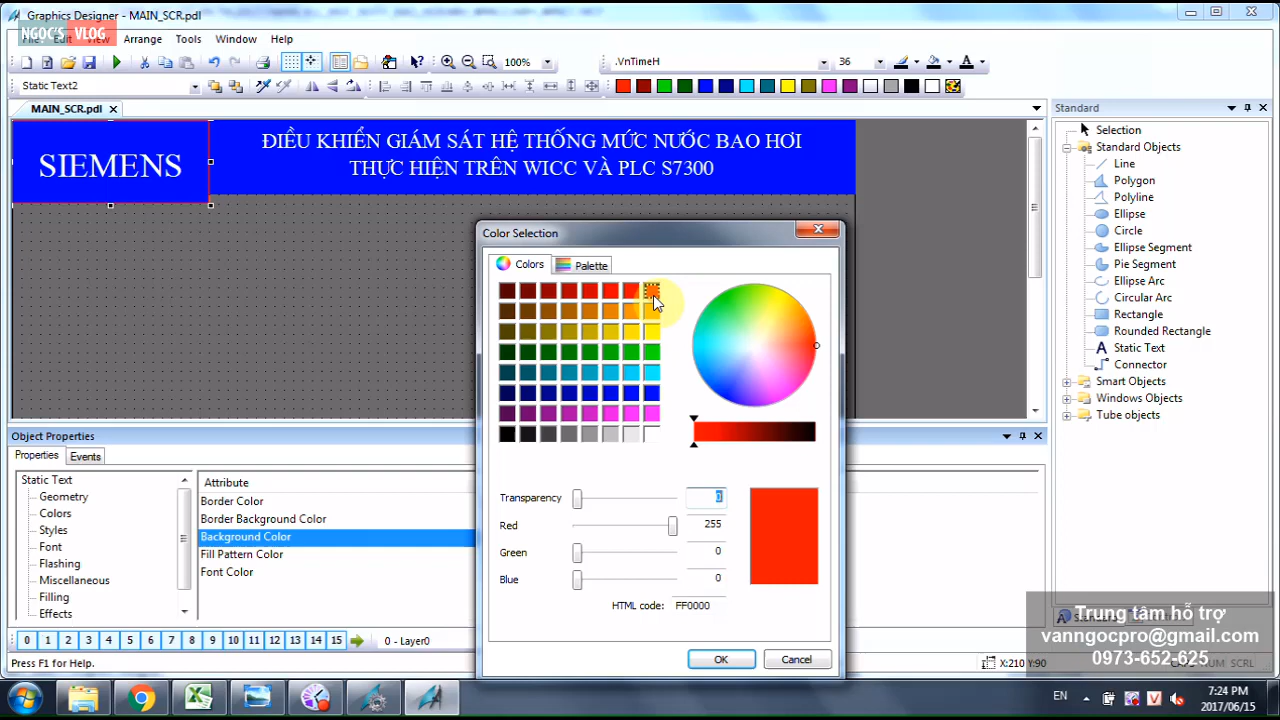 Graphics Designer - MAIN_SCR.pdl
NGỌC'S VLOG
File Edit View Arrange Tools Window Help
100%
.VnTimeH
36
Static Text2
MAIN_SCR.pdl
SIEMENS
ĐIỀU KHIỂN GIÁM SÁT HỆ THỐNG MỨC NƯỚC BAO HƠI
THỰC HIỆN TRÊN WICC VÀ PLC S7300
Standard
Selection
Standard Objects
Line
Polygon
Polyline
Ellipse
Circle
Ellipse Segment
Pie Segment
Ellipse Arc
Circular Arc
Rectangle
Rounded Rectangle
Static Text
Connector
Smart Objects
Windows Objects
Tube objects
Color Selection
Colors
Palette
Transparency
0
Red
255
Green
0
Blue
0
HTML code: FF0000
OK
Cancel
Object Properties
Properties
Events
Static Text
Geometry
Colors
Styles
Font
Flashing
Miscellaneous
Filling
Effects
Attribute
Border Color
Border Background Color
Background Color
Fill Pattern Color
Font Color
0 1 2 3 4 5 6 7 8 9 10 11 12 13 14 15
0 - Layer0
Press F1 for Help.
X:210 Y:90
Trung tâm hỗ trợ
vanngocpro@gmail.com
0973-652-625
NUM SCRL
EN
7:24 PM
2017/06/15